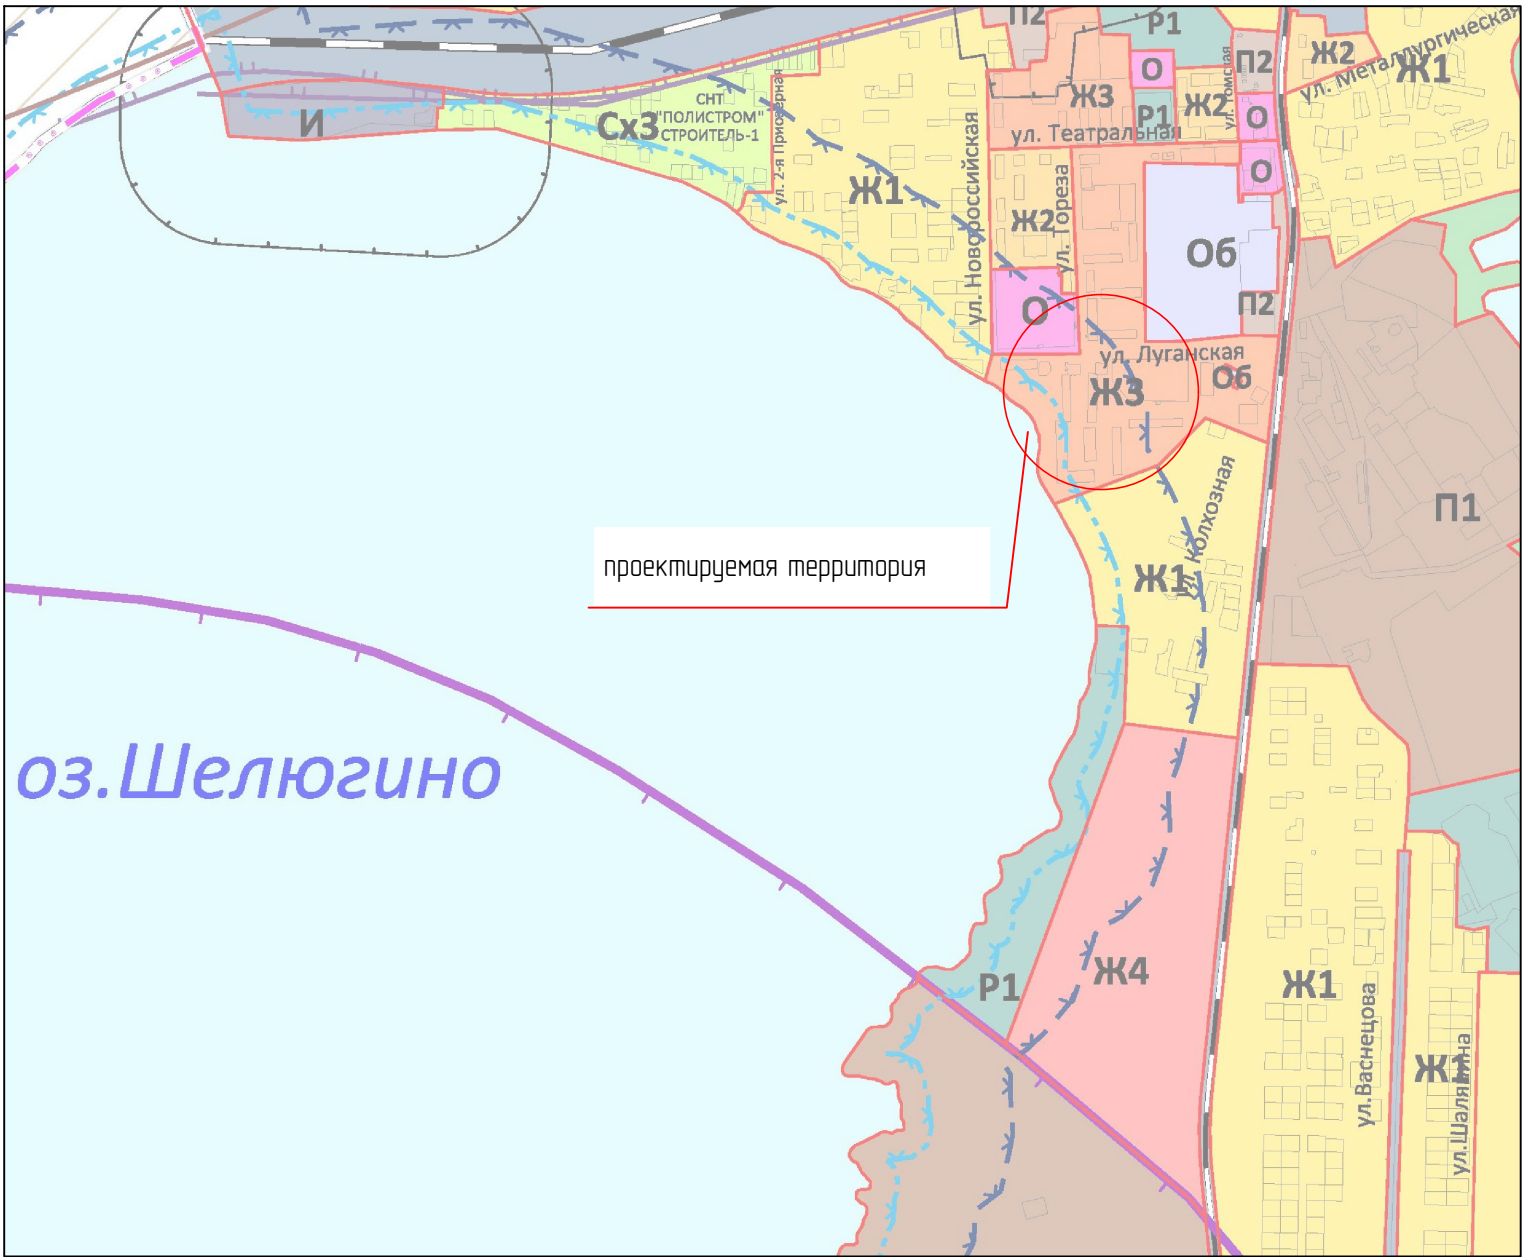 П2
Р1
ул. Металлургическая
Ж2
Ж1
П2
О
СНТ
"ПОЛИСТРОМ"
СТРОИТЕЛЬ-1
Сх3
И
ул. 2-я Приозерная
Ж3
Р1
Ж2
ул. Томская
О
ул. Театральная
О
Ж1
ул. Новороссийская
Ж2
ул. Тореза
Об
П2
О
ул. Луганская
Ж3
Об
П1
ул. Колхозная
Ж1
проектируемая территория
оз.Шелюгино
Р1
Ж4
Ж1
ул.Васнецова
Ж1
ул.Шаляпина